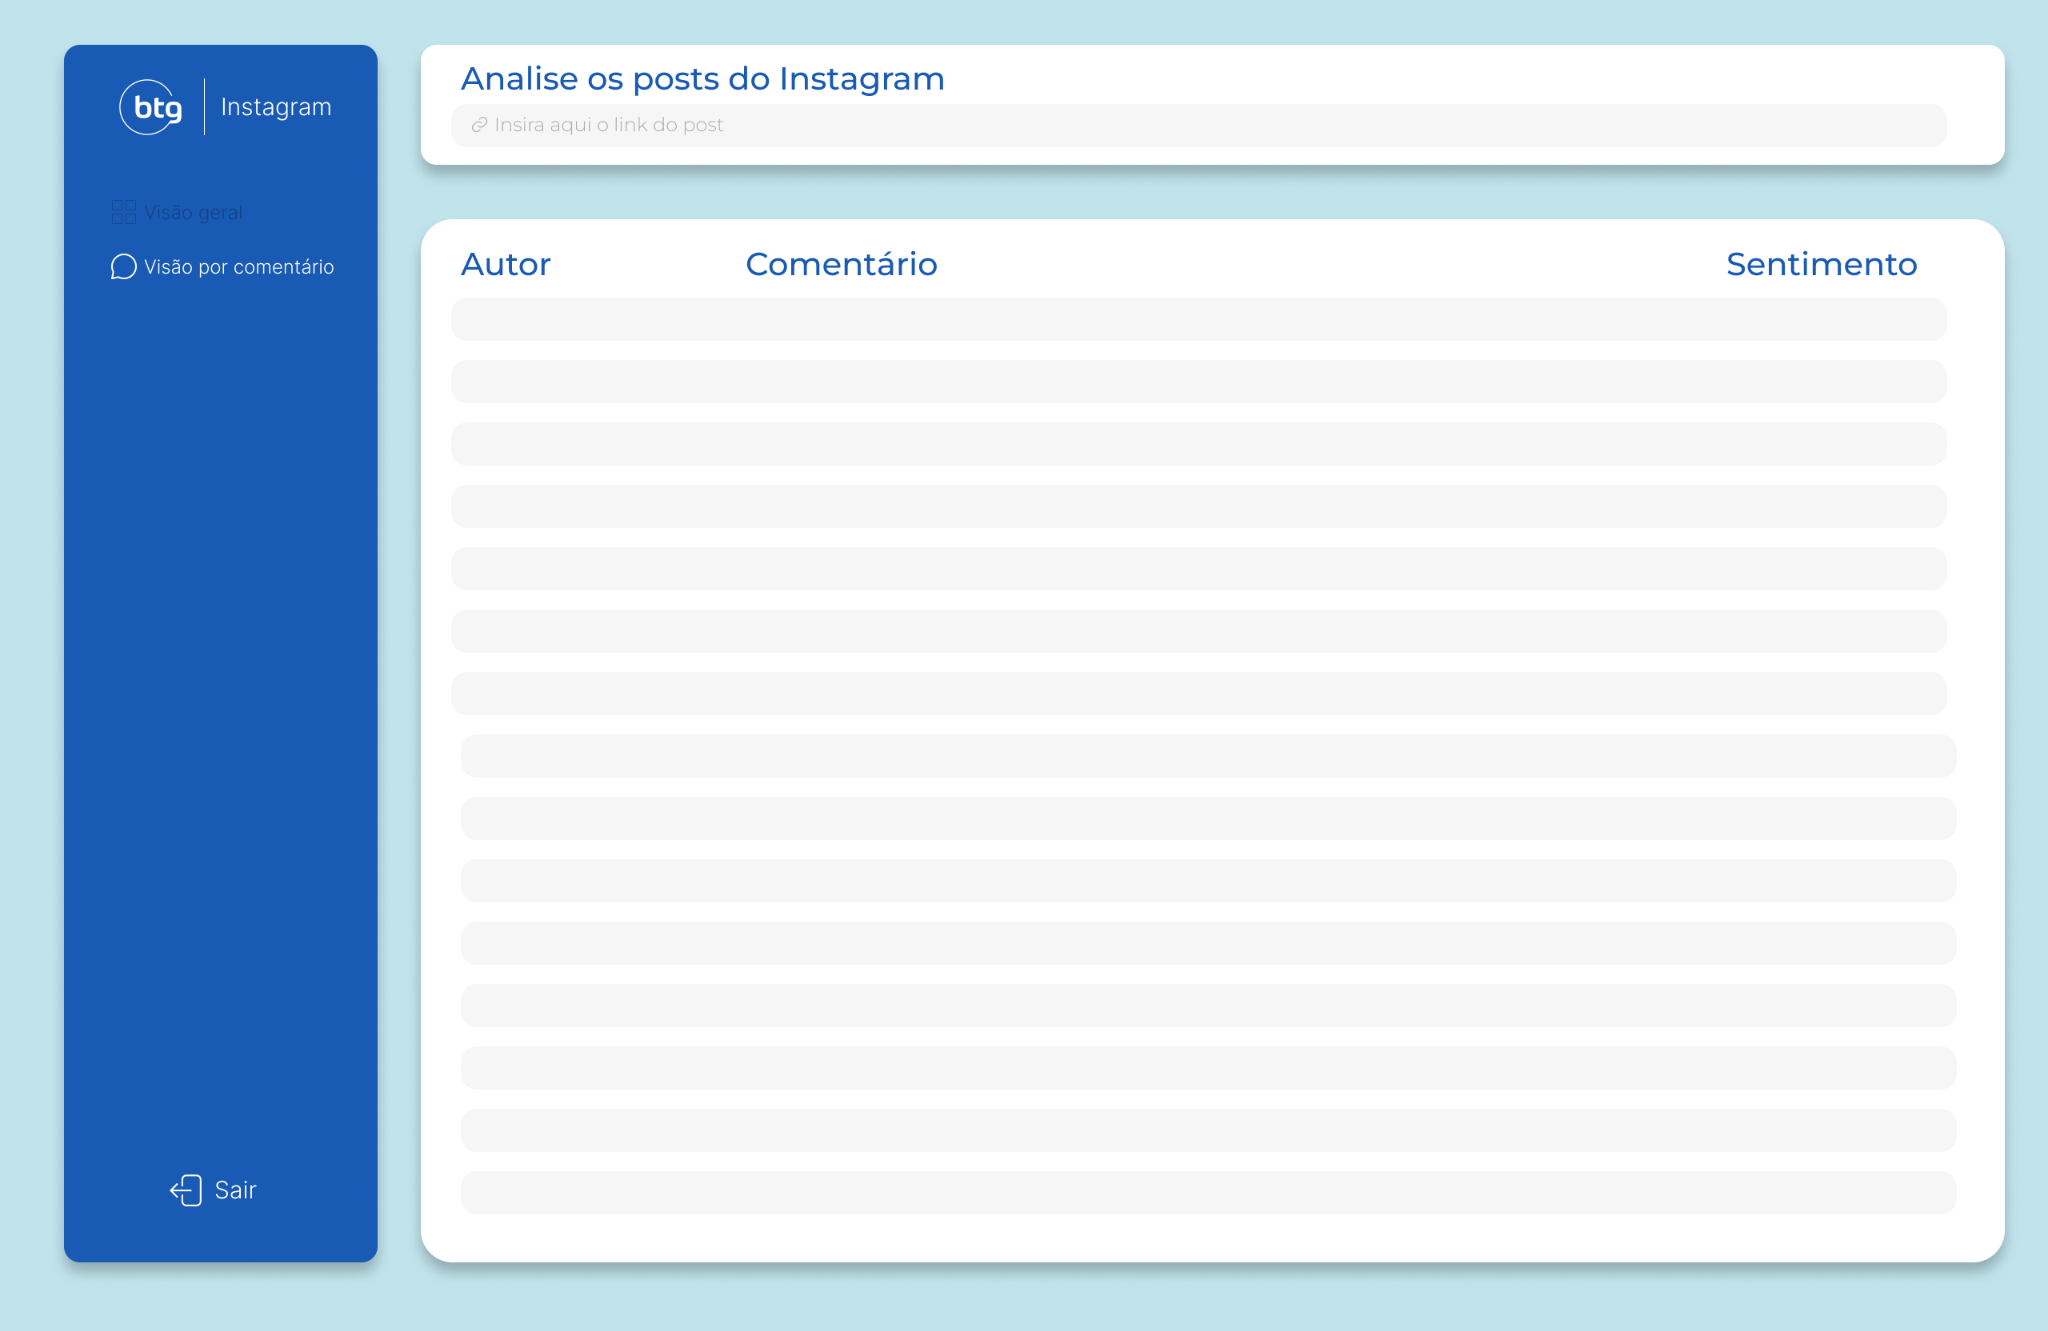 btg | Instagram
Visão geral
Visão por comentário
Sair
Analise os posts do Instagram
Insira aqui o link do post
Autor Comentário Sentimento